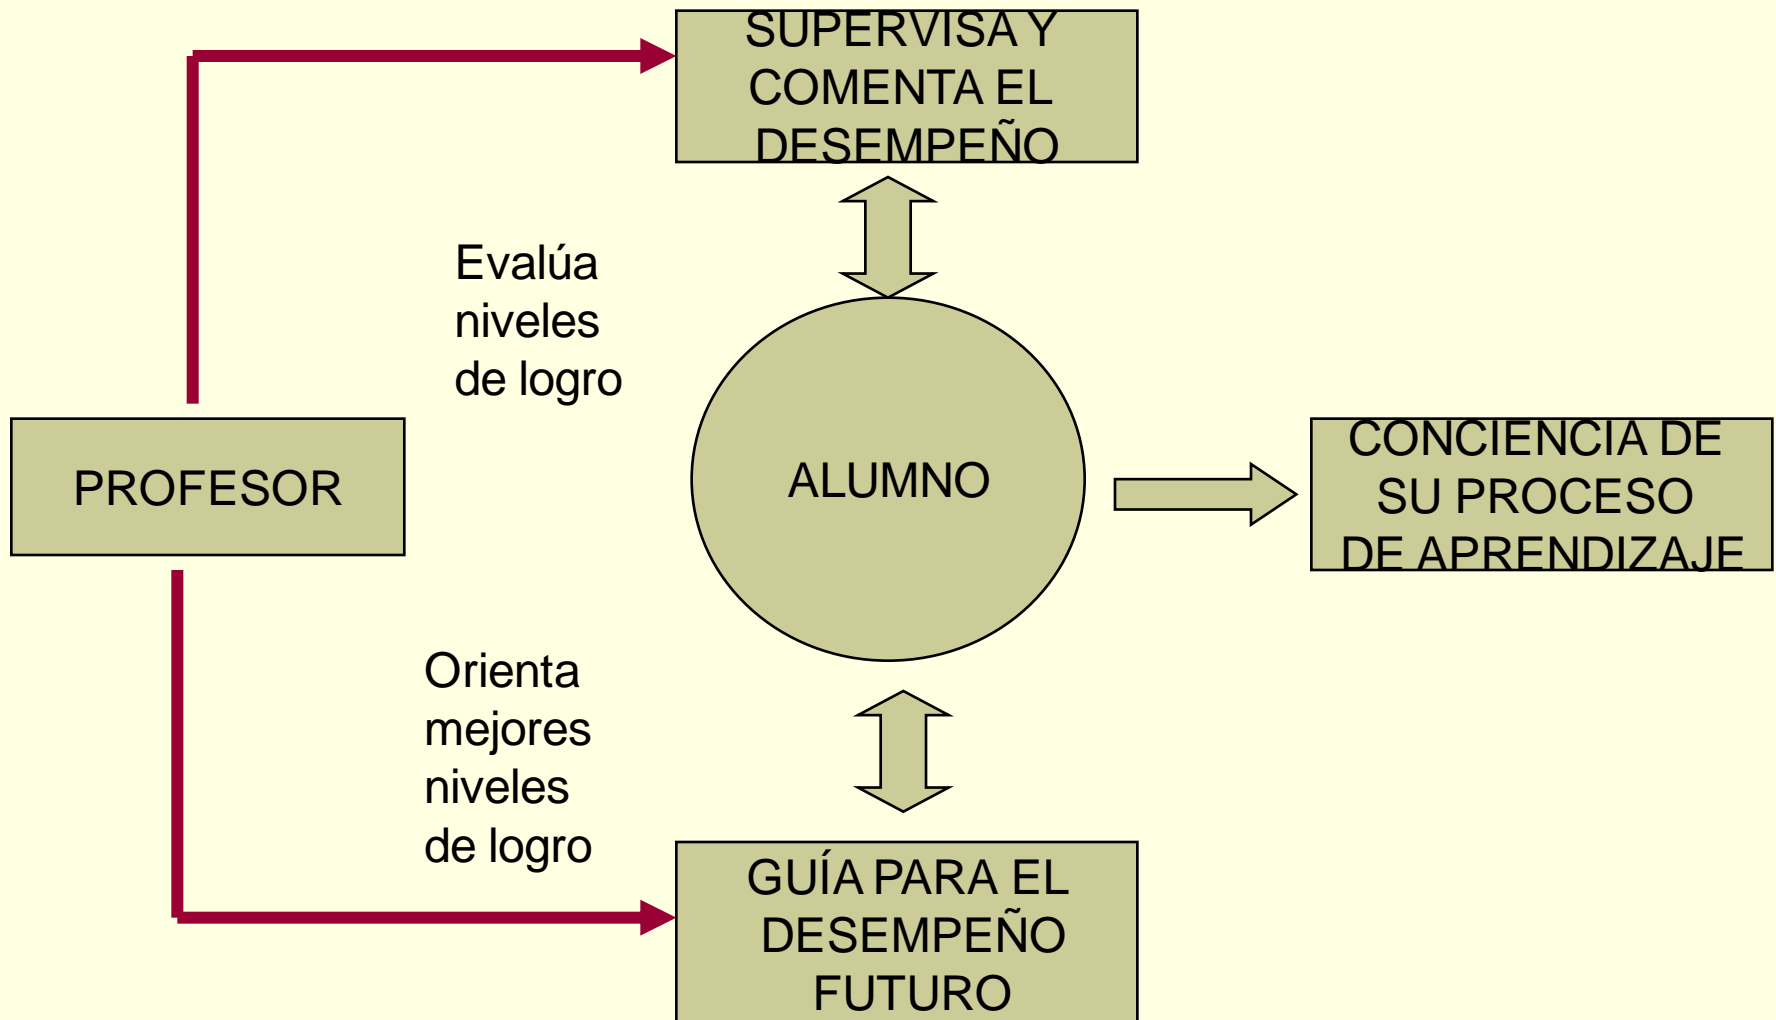 SUPERVISA Y
COMENTA EL
DESEMPEÑO
Evalúa
niveles
de logro
PROFESOR
ALUMNO
CONCIENCIA DE
SU PROCESO
DE APRENDIZAJE
Orienta
mejores
niveles
de logro
GUÍA PARA EL
DESEMPEÑO
FUTURO